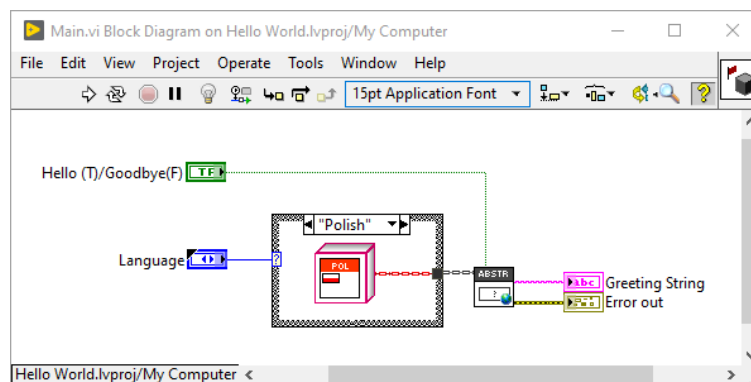 Main.vi Block Diagram on Hello World.lvproj/My Computer
File Edit View Project Operate Tools Window Help
15pt Application Font
?
Hello (T)/Goodbye(F) TF
"Polish"
Language
?
POL
ABSTR
?
abc Greeting String
Error out
Hello World.lvproj/My Computer